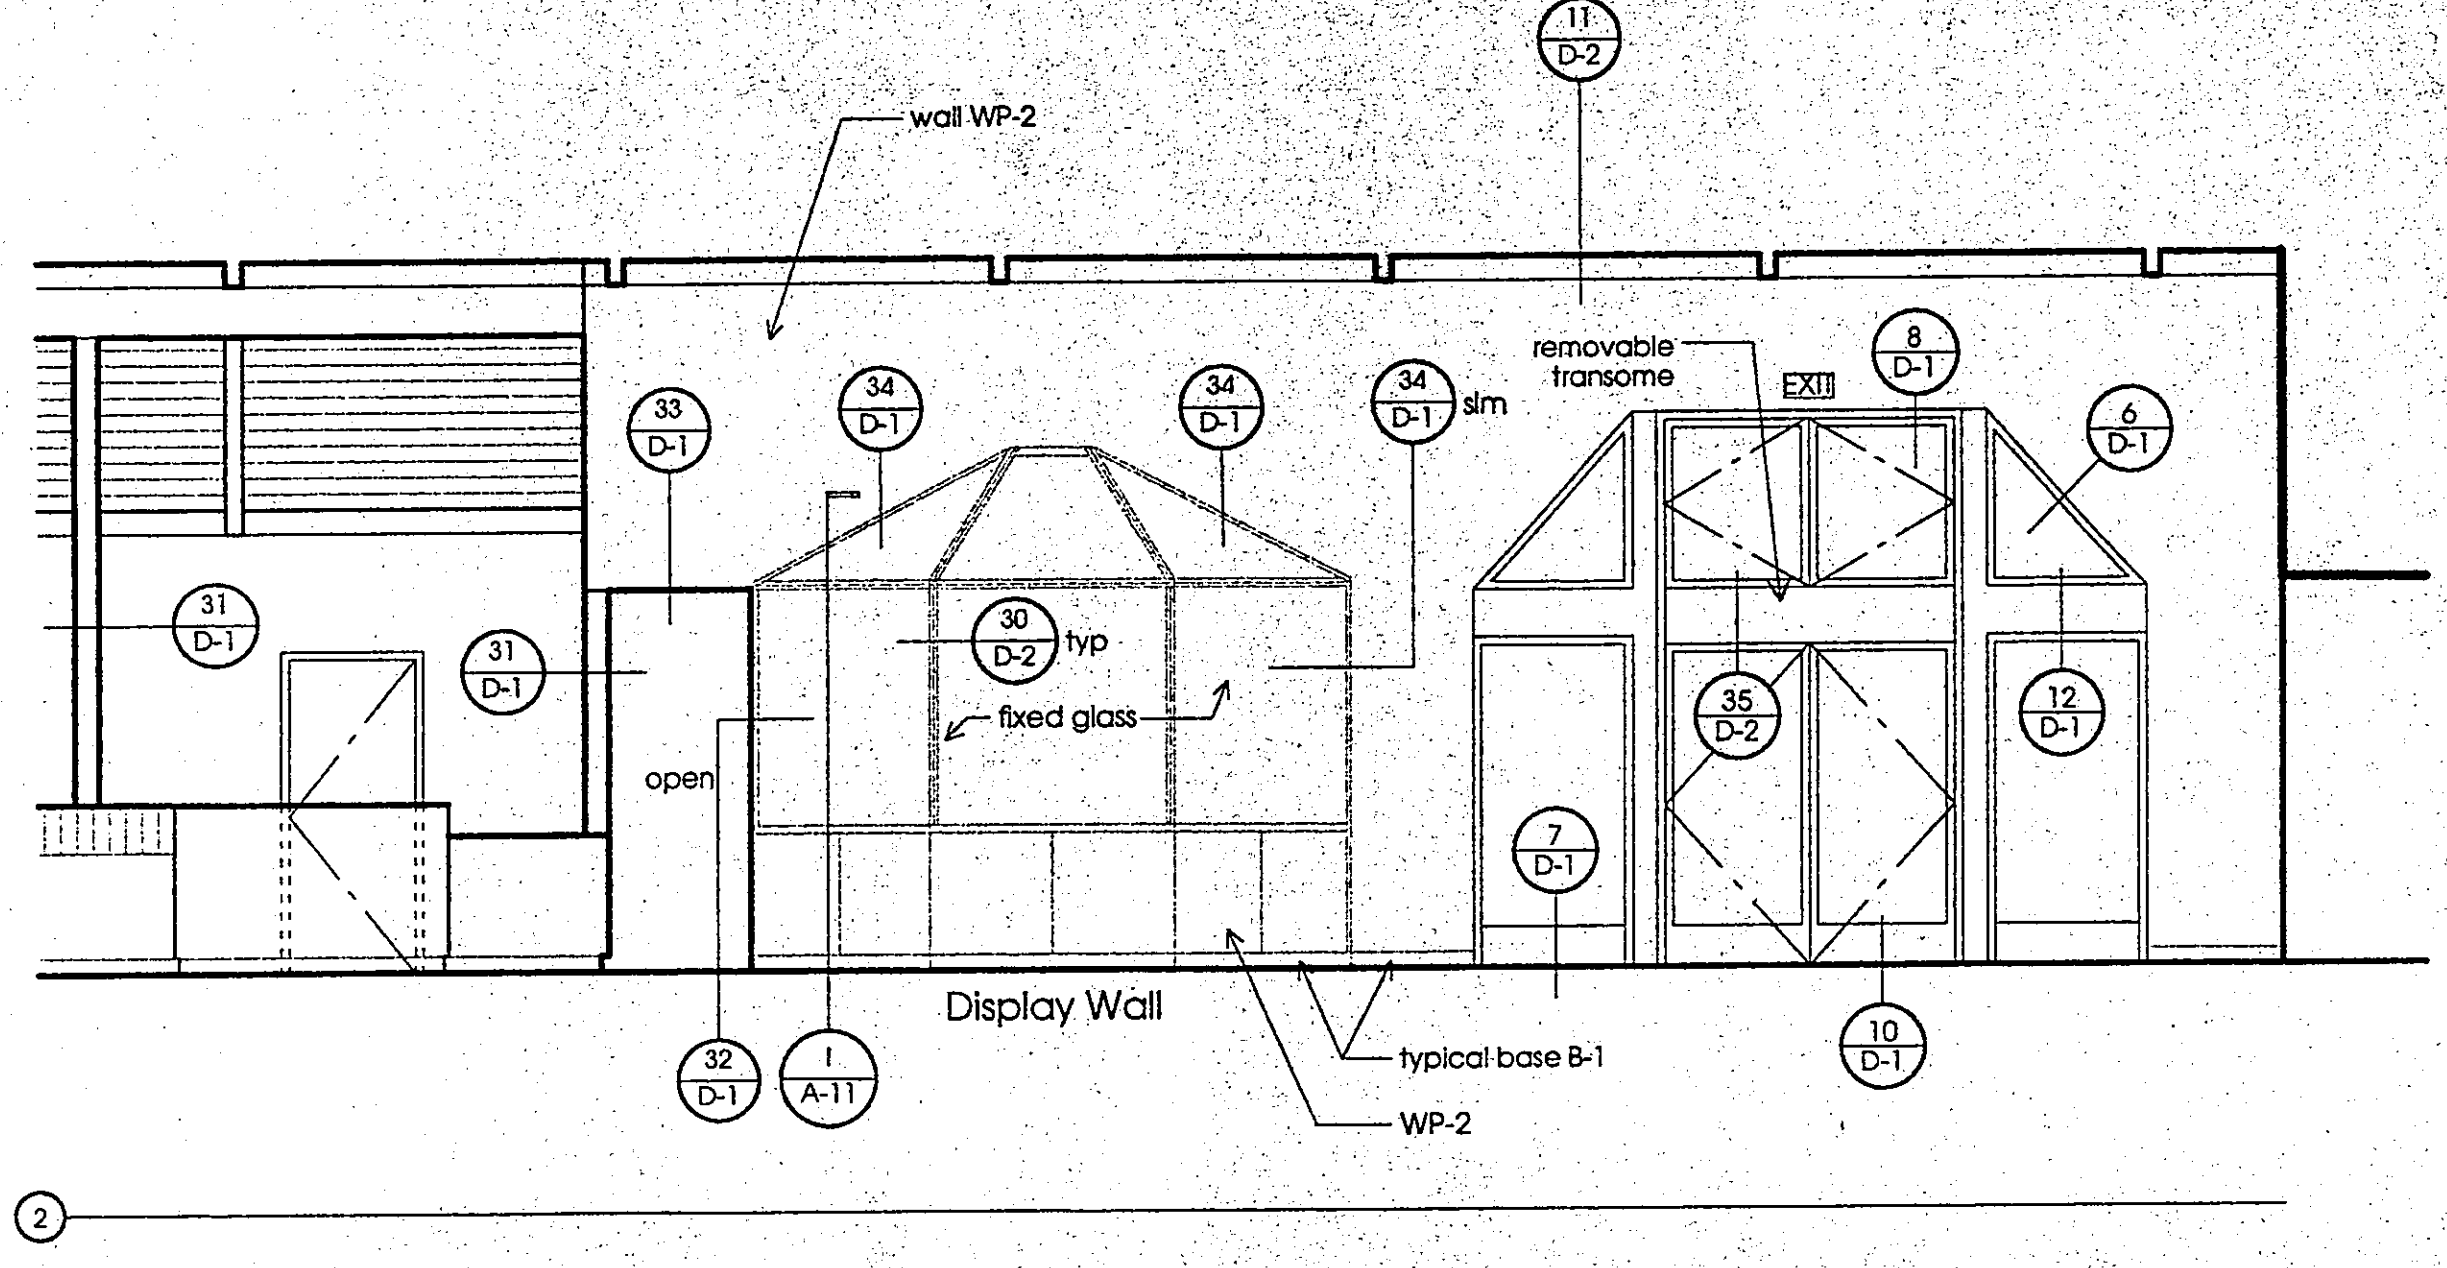 11
D-2
wall WP-2
removable
transome
EXIT
8
D-1
33
D-1
34
D-1
34
D-1
34
D-1
sim
6
D-1
31
D-1
31
D-1
30
D-2
typ
fixed glass
open
35
D-2
12
D-1
7
D-1
Display Wall
32
D-1
1
A-11
typical base B-1
10
D-1
WP-2
2